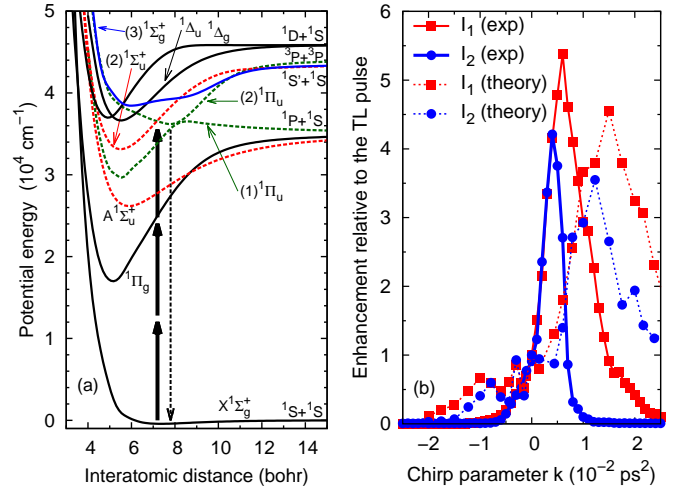 (3)¹Σg⁺
¹Δu ¹Δg
¹D+¹S
³P+³P
(2)¹Σu⁺
¹S'+¹S
(2)¹Πu
¹P+¹S
(1)¹Πu
A¹Σu⁺
¹Πg
(a)
X¹Σg⁺
¹S+¹S
5
4
3
2
1
0
Potential energy (10⁴ cm⁻¹)
4 6 8 10 12 14
Interatomic distance (bohr)
I₁ (exp)
I₂ (exp)
I₁ (theory)
I₂ (theory)
6
5
4
3
2
1
0
Enhancement relative to the TL pulse
(b)
−2 −1 0 1 2
Chirp parameter k (10⁻² ps²)